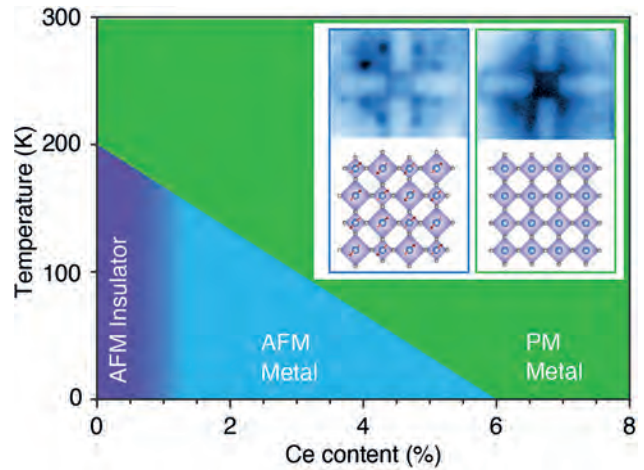 Temperature (K)
300
200
100
0
AFM Insulator
AFM
Metal
PM
Metal
0
2
4
6
8
Ce content (%)